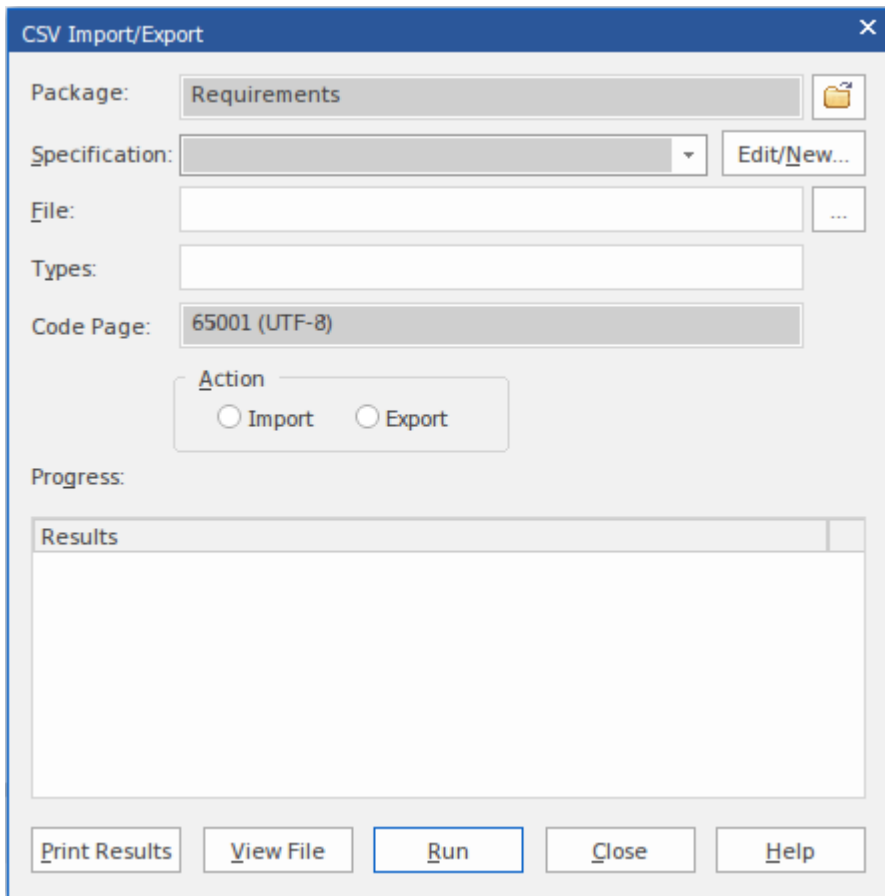 CSV Import/Export
Package: Requirements
Specification: Edit/New...
File: ...
Types:
Code Page: 65001 (UTF-8)
Action
Import Export
Progress:
Results
Print Results View File Run Close Help